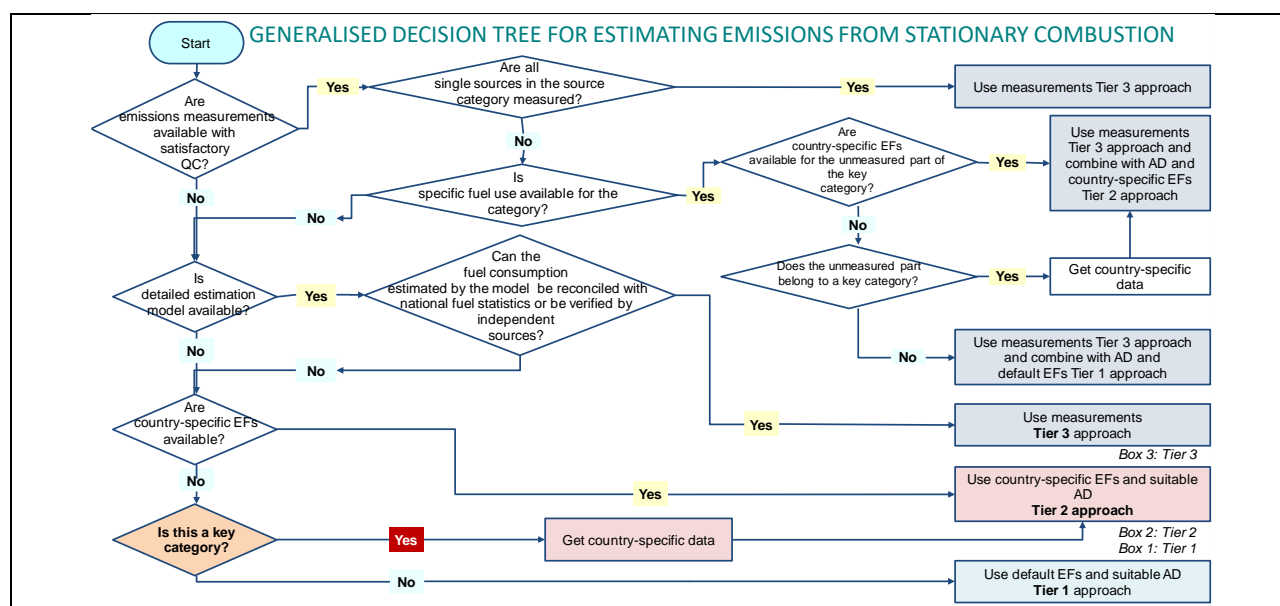 GENERALISED DECISION TREE FOR ESTIMATING EMISSIONS FROM STATIONARY COMBUSTION
Start
Are
emissions measurements
available with
satisfactory
QC?
Yes
Are all
single sources in the source
category measured?
Yes
Use measurements Tier 3 approach
No
No
Is
specific fuel use available for the
category?
Yes
Are
country-specific EFs
available for the unmeasured part of
the key
category?
Yes
Use measurements
Tier 3 approach and
combine with AD and
country-specific EFs
Tier 2 approach
No
No
Does the unmeasured part
belong to a key category?
Yes
Get country-specific
data
No
Use measurements Tier 3 approach
and combine with AD and
default EFs Tier 1 approach
Is
detailed estimation
model available?
Yes
Can the
fuel consumption
estimated by the model be reconciled with
national fuel statistics or be verified by
independent
sources?
No
No
Yes
Use measurements
Tier 3 approach
Box 3: Tier 3
Are
country-specific EFs
available?
No
Yes
Use country-specific EFs and suitable
AD
Tier 2 approach
Box 2: Tier 2
Box 1: Tier 1
Is this a key
category?
Yes
Get country-specific data
No
Use default EFs and suitable AD
Tier 1 approach